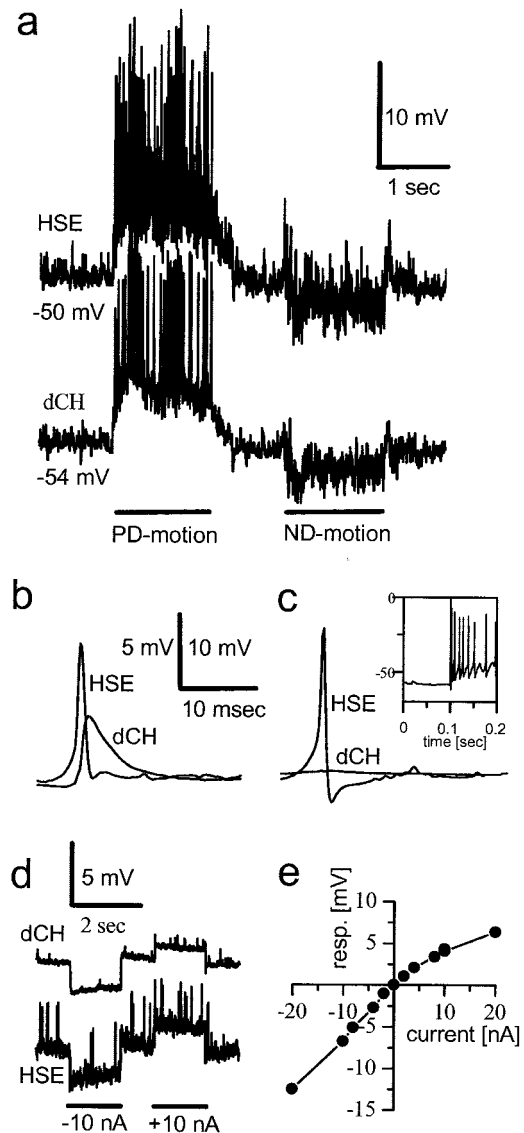 a
10 mV
1 sec
HSE
-50 mV
dCH
-54 mV
PD-motion
ND-motion
b
5 mV
10 mV
10 msec
HSE
dCH
c
HSE
dCH
0
-50
0
0.1
0.2
time [sec]
d
5 mV
2 sec
dCH
HSE
-10 nA
+10 nA
e
resp. [mV]
10
5
-20
-10
10
20
-5
current [nA]
-10
-15